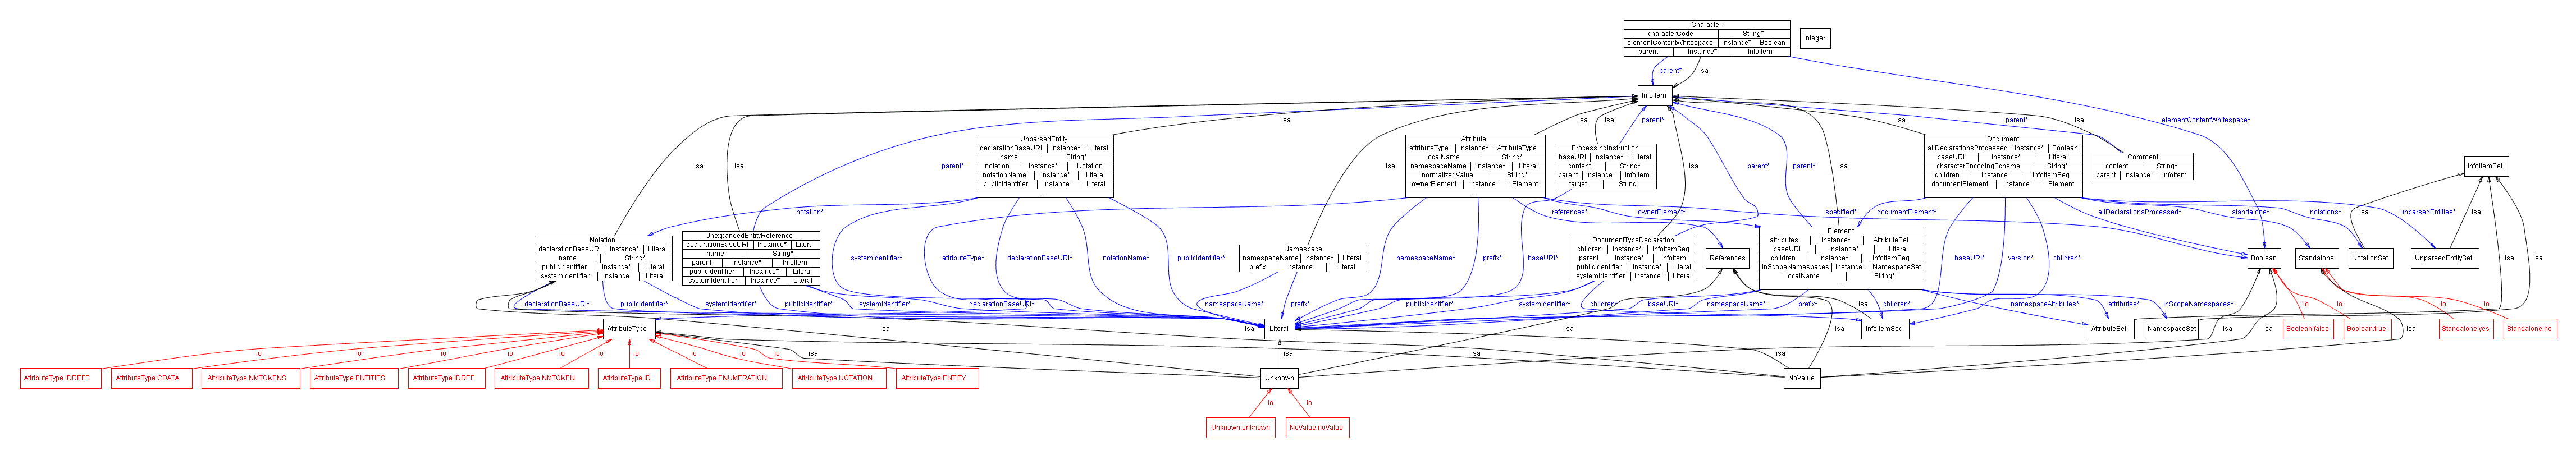 Character
characterCode String*
elementContentWhitespace Instance* Boolean
parent Instance* InfoItem
Integer
parent*
isa
InfoItem
isa
isa
parent*
isa
elementContentWhitespace*
UnparsedEntity
declarationBaseURI Instance* Literal
name String*
notation Instance* Notation
notationName Instance* Literal
publicIdentifier Instance* Literal
...
Attribute
attributeType Instance* AttributeType
localName String*
namespaceName Instance* Literal
normalizedValue String*
ownerElement Instance* Element
...
isa
parent*
ProcessingInstruction
baseURI Instance* Literal
content String*
parent Instance* InfoItem
target String*
Document
allDeclarationsProcessed Instance* Boolean
baseURI Instance* Literal
characterEncodingScheme String*
children Instance* InfoItemSeq
documentElement Instance* Element
...
isa
Comment
content String*
parent Instance* InfoItem
InfoItemSet
isa
isa
parent*
isa
isa
parent*
parent*
isa
notation*
references*
ownerElement*
specified*
documentElement*
allDeclarationsProcessed*
standalone*
notations*
unparsedEntities*
Notation
declarationBaseURI Instance* Literal
name String*
publicIdentifier Instance* Literal
systemIdentifier Instance* Literal
UnexpandedEntityReference
declarationBaseURI Instance* Literal
name String*
parent Instance* InfoItem
publicIdentifier Instance* Literal
systemIdentifier Instance* Literal
systemIdentifier*
attributeType*
declarationBaseURI*
notationName*
publicIdentifier*
Namespace
namespaceName Instance* Literal
prefix Instance* Literal
namespaceName*
prefix*
baseURI*
DocumentTypeDeclaration
children Instance* InfoItemSeq
parent Instance* InfoItem
publicIdentifier Instance* Literal
systemIdentifier Instance* Literal
References
Element
attributes Instance* AttributeSet
baseURI Instance* Literal
children Instance* InfoItemSeq
inScopeNamespaces Instance* NamespaceSet
localName String*
...
baseURI*
version*
children*
Boolean
Standalone
NotationSet
UnparsedEntitySet
isa
isa
isa
isa
declarationBaseURI*
publicIdentifier*
systemIdentifier*
publicIdentifier*
systemIdentifier*
declarationBaseURI*
namespaceName*
prefix*
publicIdentifier*
systemIdentifier*
children*
baseURI*
namespaceName*
prefix*
children*
namespaceAttributes*
attributes*
inScopeNamespaces*
io
io
io
io
AttributeType
isa
isa
Literal
isa
isa
InfoItemSeq
AttributeSet
NamespaceSet
isa
isa
Boolean.false
Boolean.true
isa
Standalone.yes
Standalone.no
io
io
io
io
io
io
io
io
io
io
isa
isa
isa
isa
AttributeType.IDREFS
AttributeType.CDATA
AttributeType.NMTOKENS
AttributeType.ENTITIES
AttributeType.IDREF
AttributeType.NMTOKEN
AttributeType.ID
AttributeType.ENUMERATION
AttributeType.NOTATION
AttributeType.ENTITY
Unknown
NoValue
io
io
Unknown.unknown
NoValue.noValue